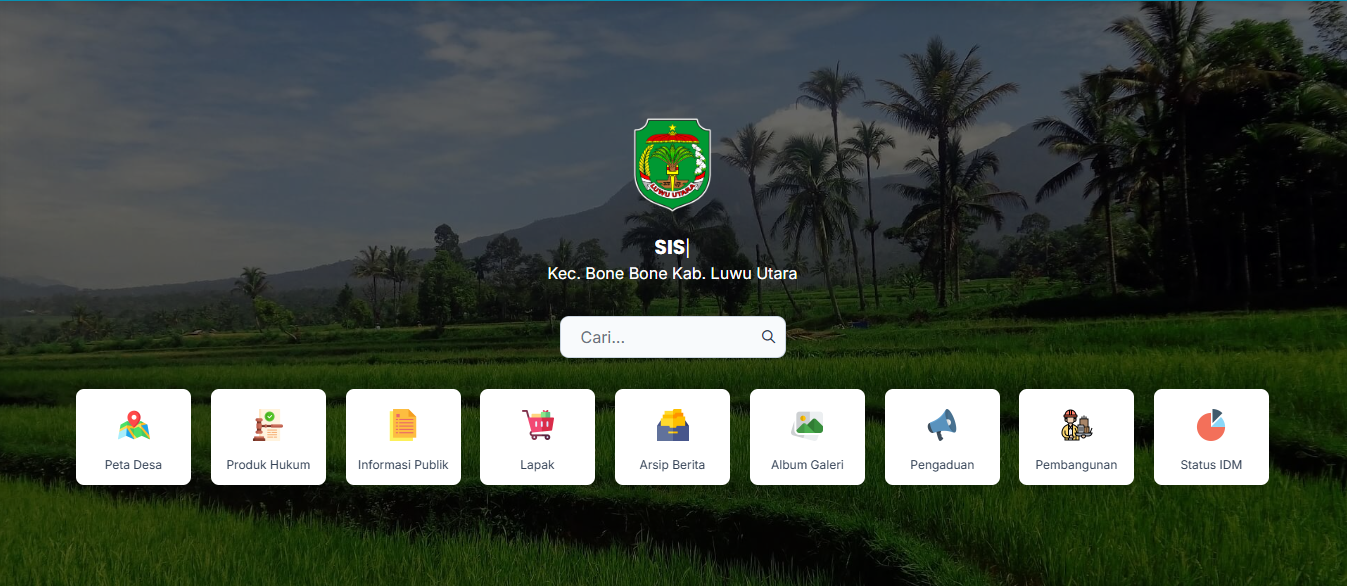 LUWU UTARA
SIS
Kec. Bone Bone Kab. Luwu Utara
Cari...
Peta Desa
Produk Hukum
Informasi Publik
Lapak
Arsip Berita
Album Galeri
Pengaduan
Pembangunan
Status IDM